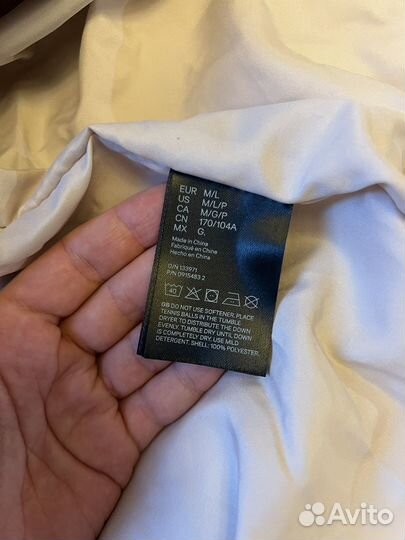 EUR M/L
US M/L/P
CA M/G/P
CN 170/104A
MX G.
Made in China
Fabriqué en Chine
Hecho en China
O/N 133971
P/N 0915483 2
40
GB DO NOT USE SOFTENER. PLACE
TENNIS BALLS IN THE TUMBLE
DRYER TO DISTRIBUTE THE DOWN
EVENLY. TUMBLE DRY UNTIL DOWN
IS COMPLETELY DRY. USE MILD
DETERGENT. SHELL: 100% POLYESTER.
Avito